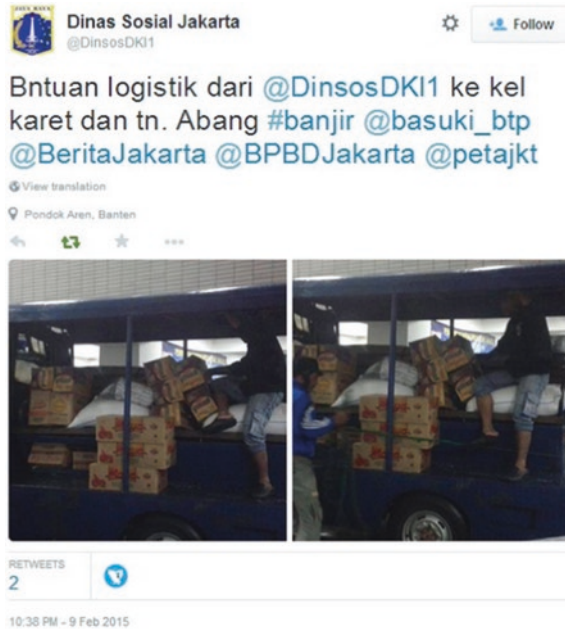 Dinas Sosial Jakarta
@DinsosDKI1
Follow
Bntuan logistik dari @DinsosDKI1 ke kel
karet dan tn. Abang #banjir @basuki_btp
@BeritaJakarta @BPBDJakarta @petajkt
View translation
Pondok Aren, Banten
RETWEETS
2
10:38 PM - 9 Feb 2015